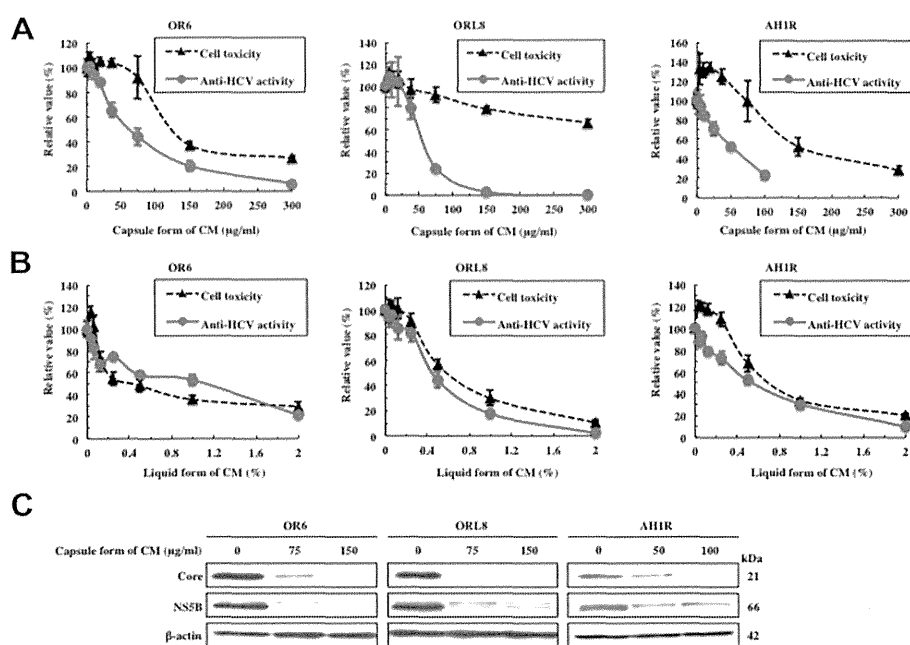 A
OR6
ORL8
AH1R
Cell toxicity
Anti-HCV activity
Cell toxicity
Anti-HCV activity
Cell toxicity
Anti-HCV activity
Relative value (%)
120
100
80
60
40
20
0
Relative value (%)
140
120
100
80
60
40
20
0
Relative value (%)
160
140
120
100
80
60
40
20
0
0 50 100 150 200 250 300
0 50 100 150 200 250 300
0 50 100 150 200 250 300
Capsule form of CM (µg/ml)
Capsule form of CM (µg/ml)
Capsule form of CM (µg/ml)
B
OR6
ORL8
AH1R
Cell toxicity
Anti-HCV activity
Cell toxicity
Anti-HCV activity
Cell toxicity
Anti-HCV activity
Relative value (%)
140
120
100
80
60
40
20
0
Relative value (%)
120
100
80
60
40
20
0
Relative value (%)
140
120
100
80
60
40
20
0
0 0.4 0.8 1.2 1.6 2
0 0.4 0.8 1.2 1.6 2
0 0.4 0.8 1.2 1.6 2
Liquid form of CM (%)
Liquid form of CM (%)
Liquid form of CM (%)
C
OR6 ORL8 AH1R
Capsule form of CM (µg/ml) 0 75 150 0 75 150 0 50 100 kDa
Core 21
NS5B 66
β-actin 42